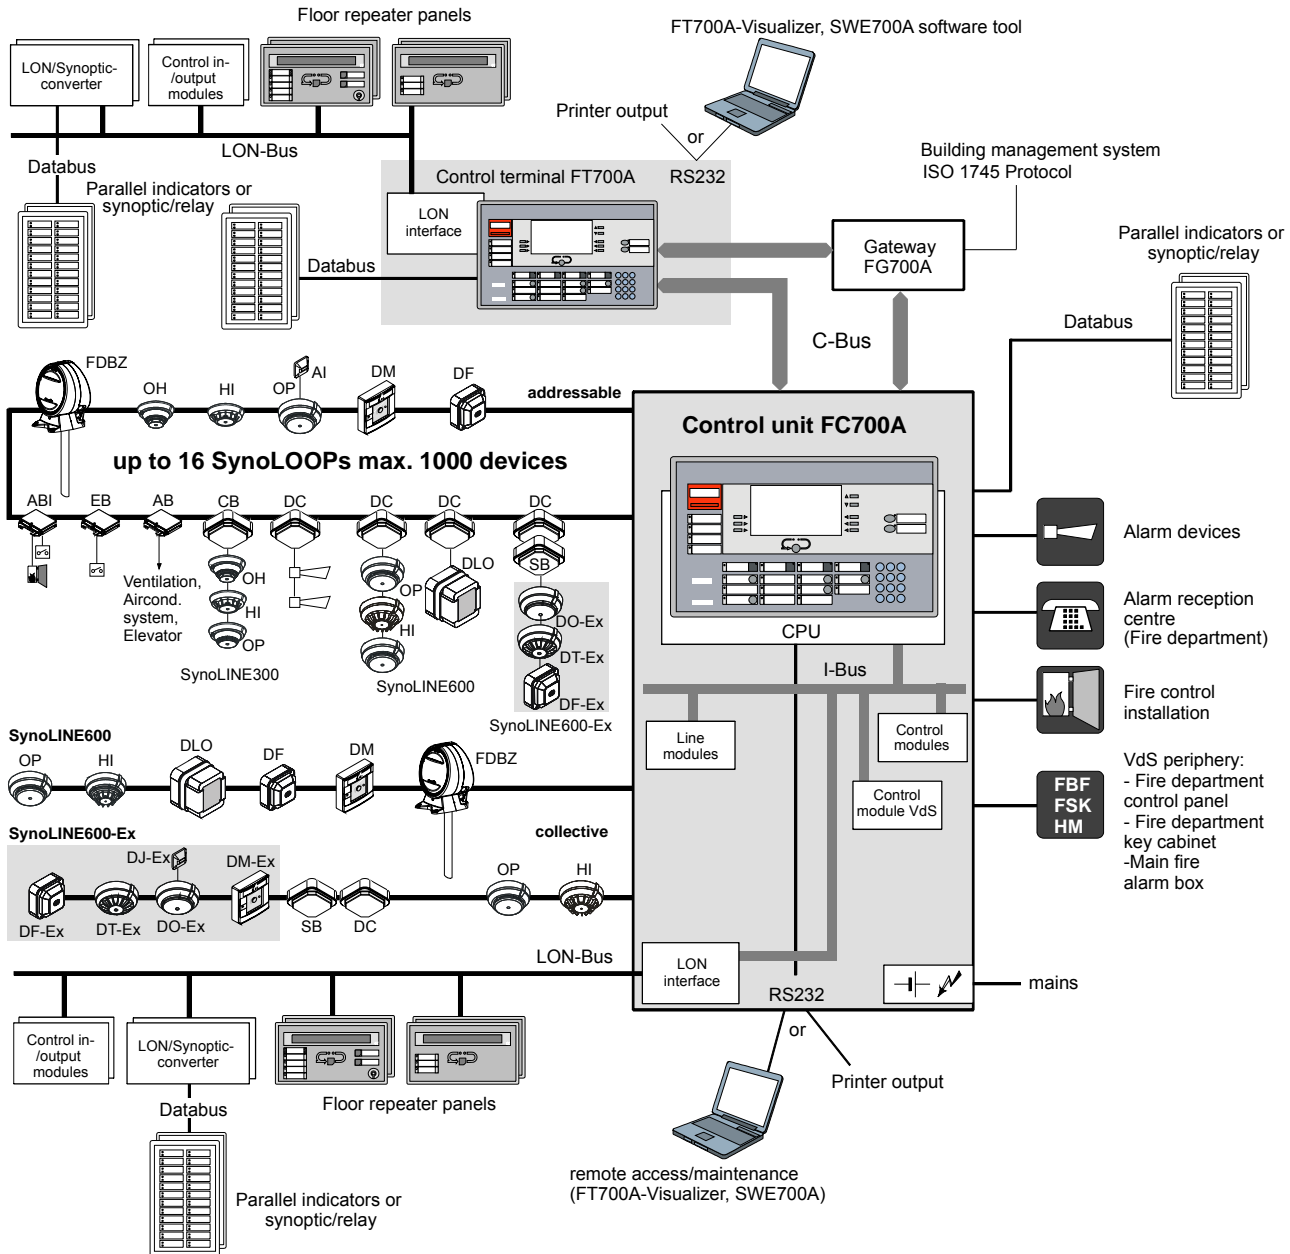 Floor repeater panels
FT700A-Visualizer, SWE700A software tool
LON/Synoptic-
converter
Control in-
/output
modules
Printer output
or
LON-Bus
Databus
Building management system
ISO 1745 Protocol
Control terminal FT700A
RS232
Parallel indicators or
synoptic/relay
LON
interface
Gateway
FG700A
Parallel indicators or
synoptic/relay
Databus
Databus
C-Bus
FDBZ
OH
HI
OP
AI
DM
DF
addressable
Control unit FC700A
up to 16 SynoLOOPs max. 1000 devices
ABI
EB
AB
CB
DC
DC
DC
DC
Alarm devices
SB
DLO
OH
Ventilation,
Aircond.
system,
Elevator
OP
HI
HI
OP
DO-Ex
DT-Ex
DF-Ex
SynoLINE300
SynoLINE600
SynoLINE600-Ex
CPU
Alarm reception
centre
(Fire department)
I-Bus
Fire control
installation
Line
modules
Control
modules
Control
module VdS
SynoLINE600
OP
HI
DLO
DF
DM
FDBZ
FBF
FSK
HM
VdS periphery:
- Fire department
control panel
- Fire department
key cabinet
-Main fire
alarm box
SynoLINE600-Ex
collective
DJ-Ex
DM-Ex
OP
HI
DF-Ex
DT-Ex
DO-Ex
SB
DC
LON-Bus
LON
interface
RS232
mains
or
Control in-
/output
modules
LON/Synoptic-
converter
Floor repeater panels
Printer output
Databus
remote access/maintenance
(FT700A-Visualizer, SWE700A)
Parallel indicators or
synoptic/relay